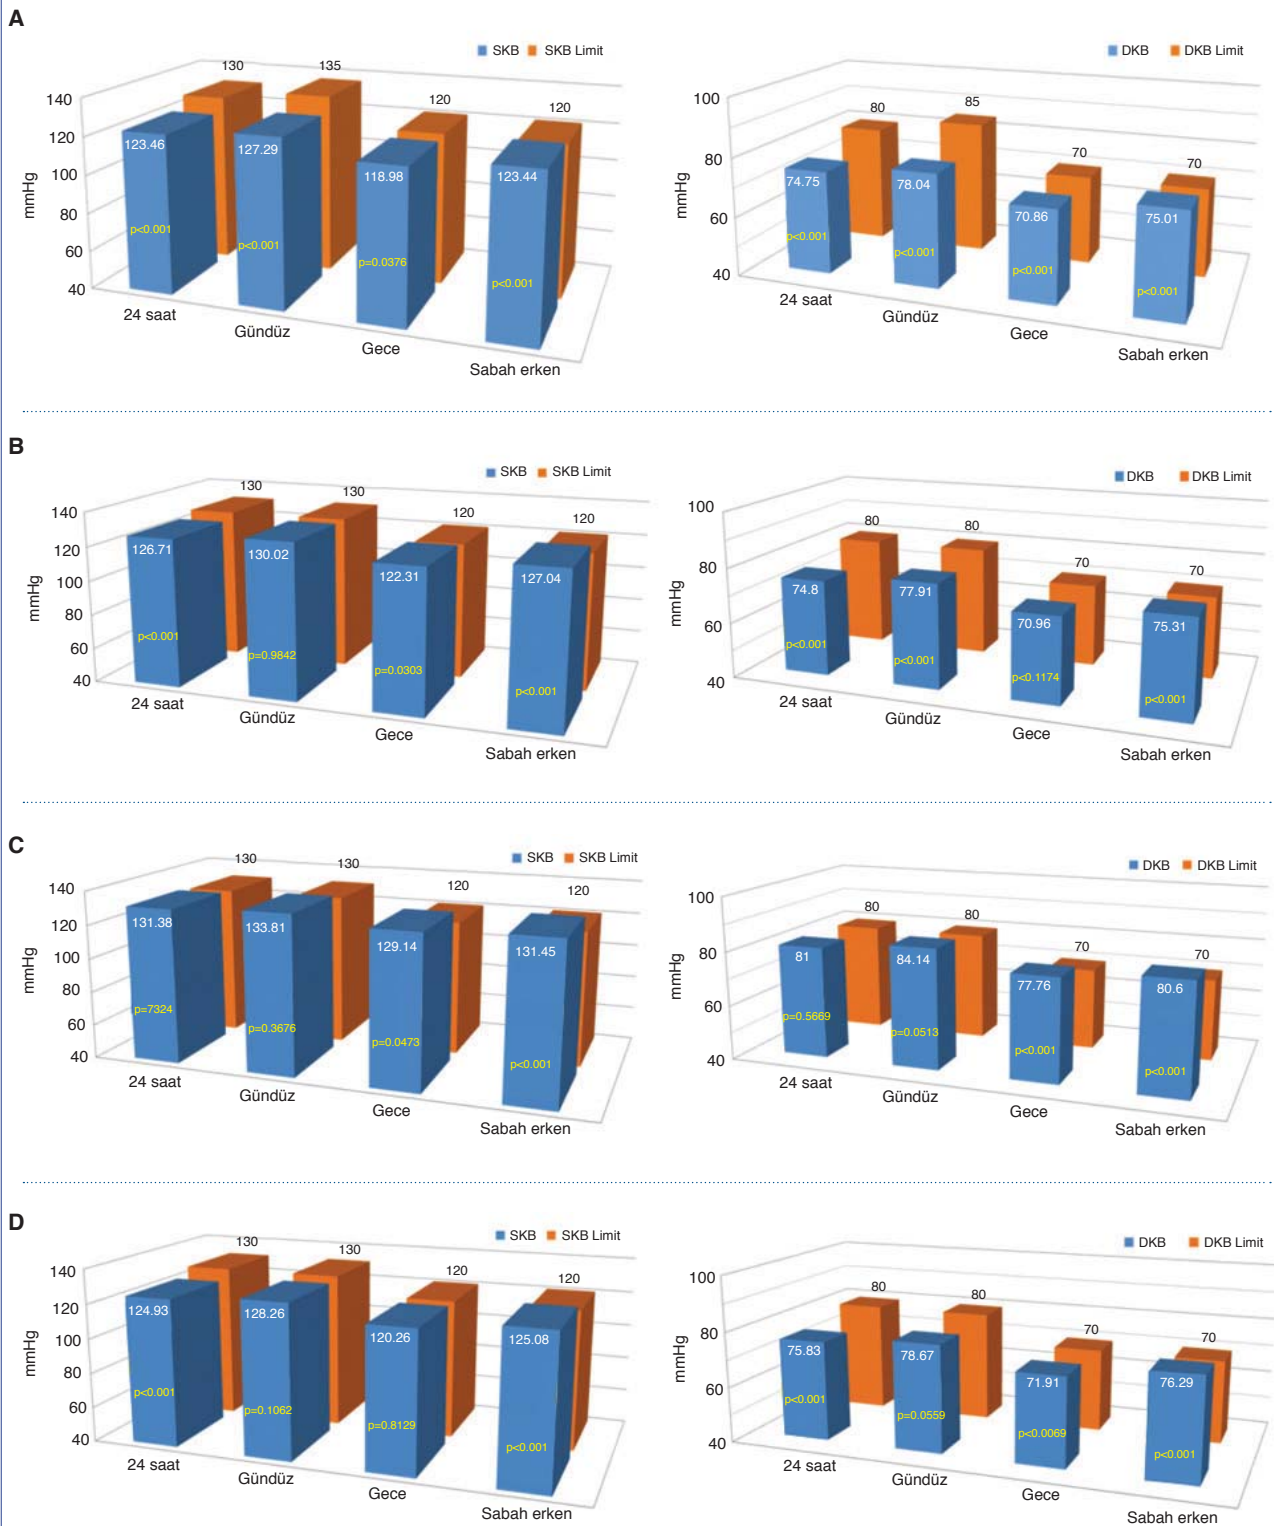 A
SKB SKB Limit
mmHg
140
120
100
80
60
40
130
135
120
120
123.46
127.29
118.98
123.44
p<0.001
p<0.001
p=0.0376
p<0.001
24 saat
Gündüz
Gece
Sabah erken
DKB DKB Limit
mmHg
100
80
60
40
80
85
70
70
74.75
78.04
70.86
75.01
p<0.001
p<0.001
p<0.001
p<0.001
24 saat
Gündüz
Gece
Sabah erken
B
SKB SKB Limit
mmHg
140
120
100
80
60
40
130
130
120
120
126.71
130.02
122.31
127.04
p<0.001
p=0.9842
p=0.0303
p<0.001
24 saat
Gündüz
Gece
Sabah erken
DKB DKB Limit
mmHg
100
80
60
40
80
80
70
70
74.8
77.91
70.96
75.31
p<0.001
p<0.001
p<0.1174
p<0.001
24 saat
Gündüz
Gece
Sabah erken
C
SKB SKB Limit
mmHg
140
120
100
80
60
40
130
130
120
120
131.38
133.81
129.14
131.45
p=7324
p=0.3676
p=0.0473
p<0.001
24 saat
Gündüz
Gece
Sabah erken
DKB DKB Limit
mmHg
100
80
60
40
80
80
70
70
81
84.14
77.76
80.6
p=0.5669
p=0.0513
p<0.001
p<0.001
24 saat
Gündüz
Gece
Sabah erken
D
SKB SKB Limit
mmHg
140
120
100
80
60
40
130
130
120
120
124.93
128.26
120.26
125.08
p<0.001
p=0.1062
p=0.8129
p<0.001
24 saat
Gündüz
Gece
Sabah erken
DKB DKB Limit
mmHg
100
80
60
40
80
80
70
70
75.83
78.67
71.91
76.29
p<0.001
p=0.0559
p<0.0069
p<0.001
24 saat
Gündüz
Gece
Sabah erken